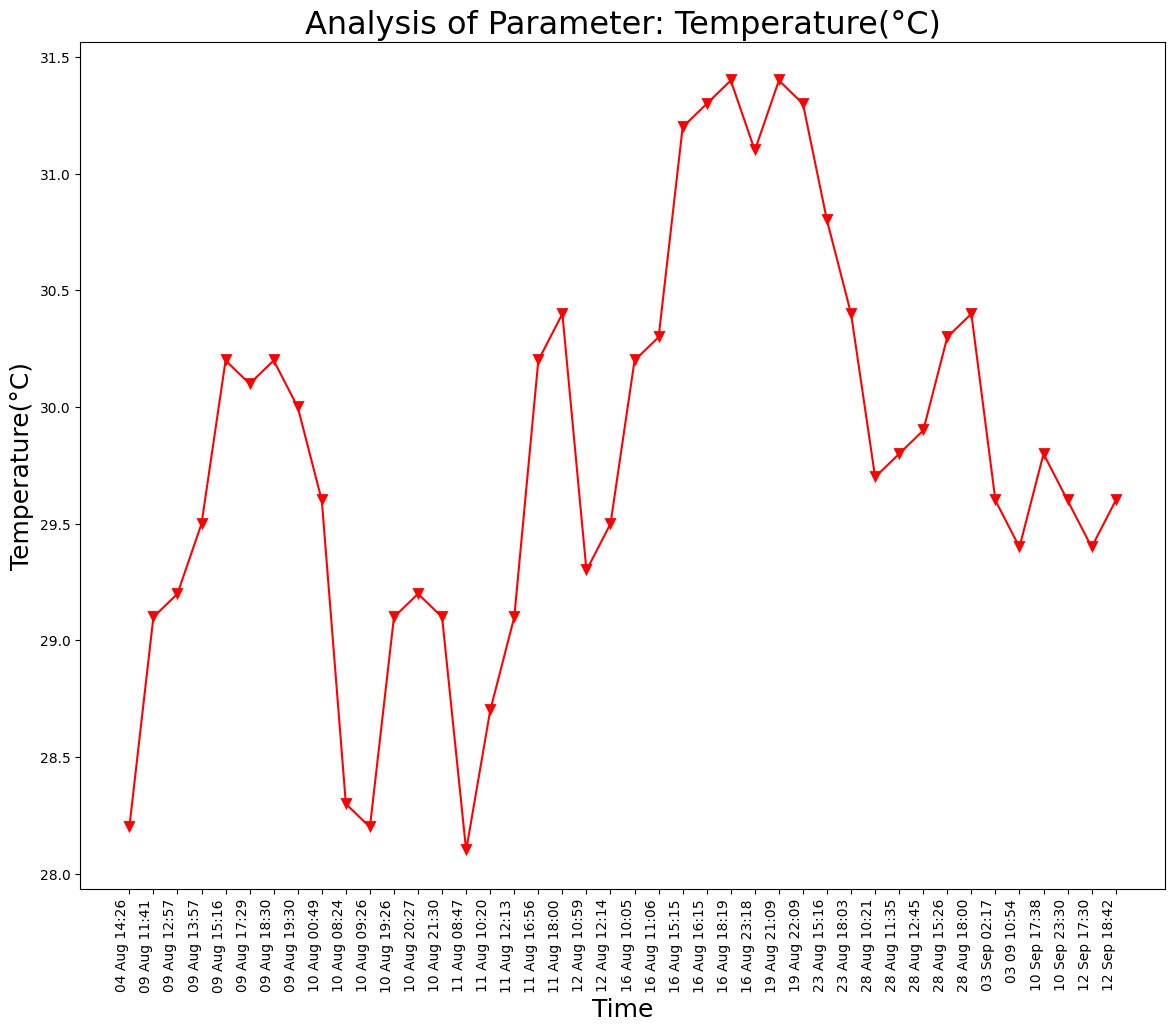 Analysis of Parameter: Temperature(°C)
31.5
31.0
30.5
30.0
29.5
29.0
28.5
28.0
Temperature(°C)
04 Aug 14:26
09 Aug 11:41
09 Aug 12:57
09 Aug 13:57
09 Aug 15:16
09 Aug 17:29
09 Aug 18:30
09 Aug 19:30
10 Aug 00:49
10 Aug 08:24
10 Aug 09:26
10 Aug 19:26
10 Aug 20:27
10 Aug 21:30
11 Aug 08:47
11 Aug 10:20
11 Aug 12:13
11 Aug 16:56
11 Aug 18:00
12 Aug 10:59
12 Aug 12:14
16 Aug 10:05
16 Aug 11:06
16 Aug 15:15
16 Aug 16:15
16 Aug 18:19
16 Aug 23:18
19 Aug 21:09
19 Aug 22:09
23 Aug 15:16
23 Aug 18:03
28 Aug 10:21
28 Aug 11:35
28 Aug 12:45
28 Aug 15:26
28 Aug 18:00
03 Sep 02:17
03 09 10:54
10 Sep 17:38
10 Sep 23:30
12 Sep 17:30
12 Sep 18:42
Time